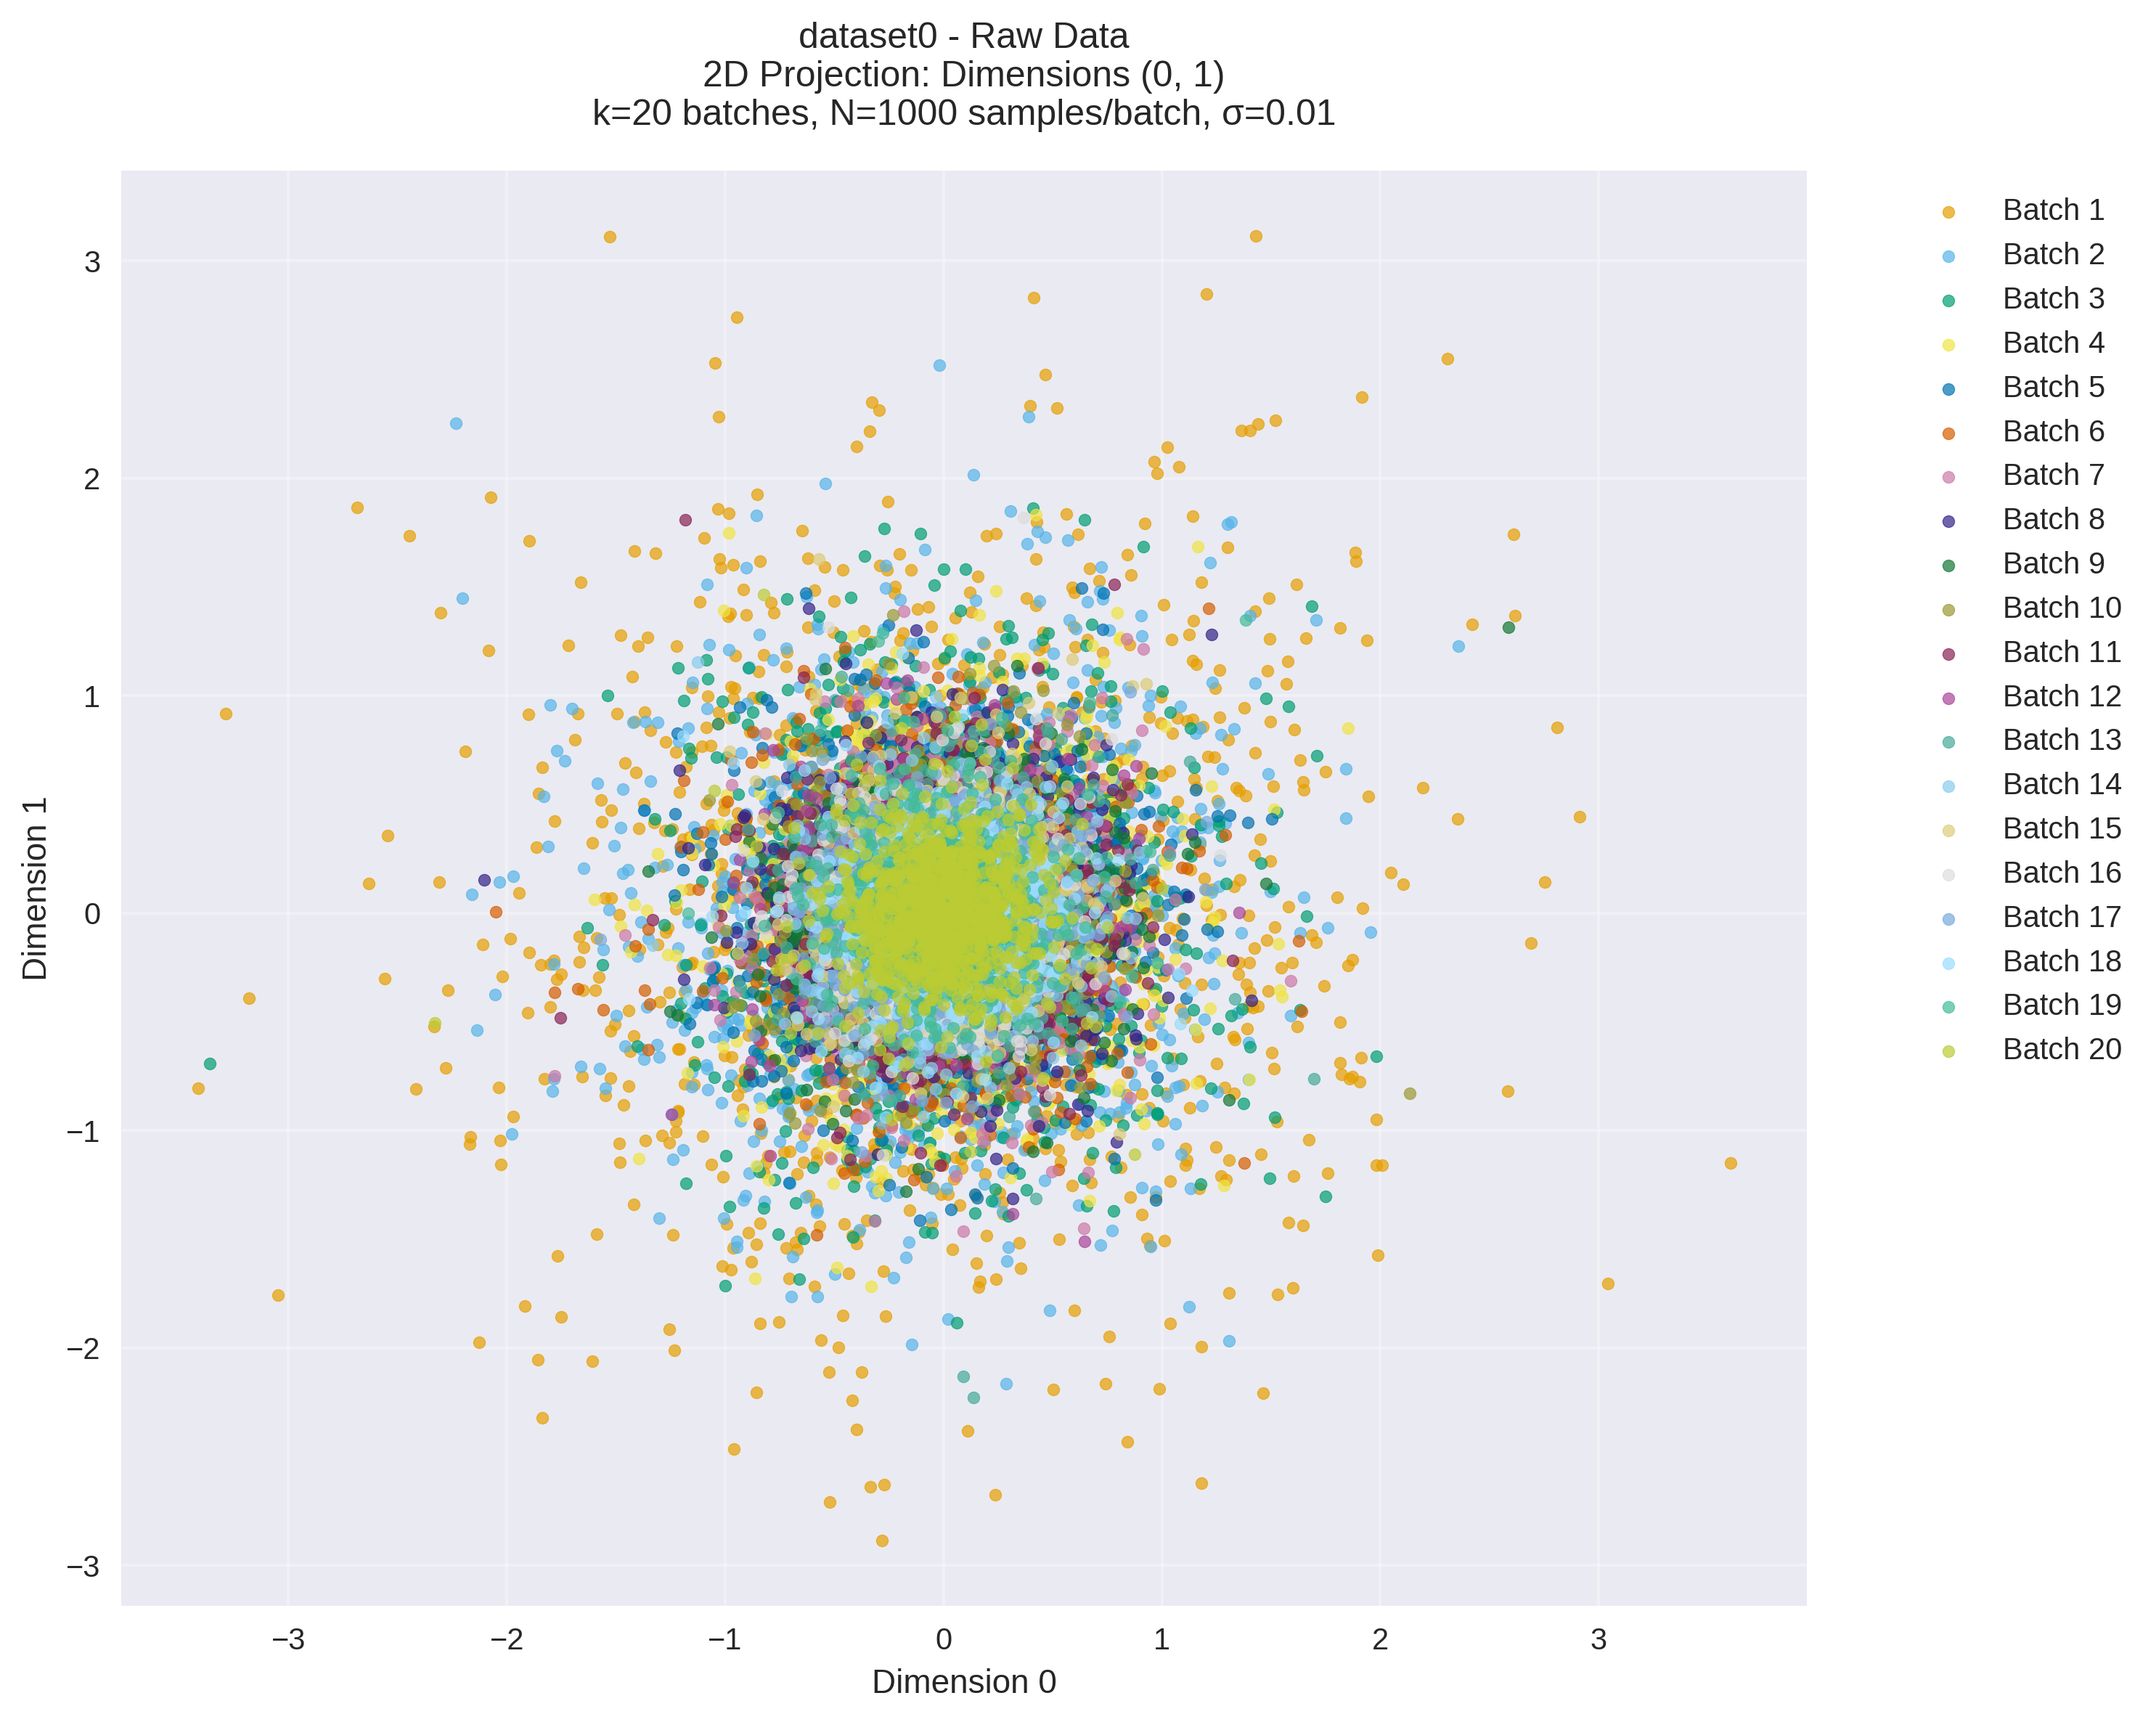 dataset0 - Raw Data
2D Projection: Dimensions (0, 1)
k=20 batches, N=1000 samples/batch, σ=0.01
3
2
1
0
−1
−2
−3
Dimension 1
−3
−2
−1
0
1
2
3
Dimension 0
Batch 1
Batch 2
Batch 3
Batch 4
Batch 5
Batch 6
Batch 7
Batch 8
Batch 9
Batch 10
Batch 11
Batch 12
Batch 13
Batch 14
Batch 15
Batch 16
Batch 17
Batch 18
Batch 19
Batch 20